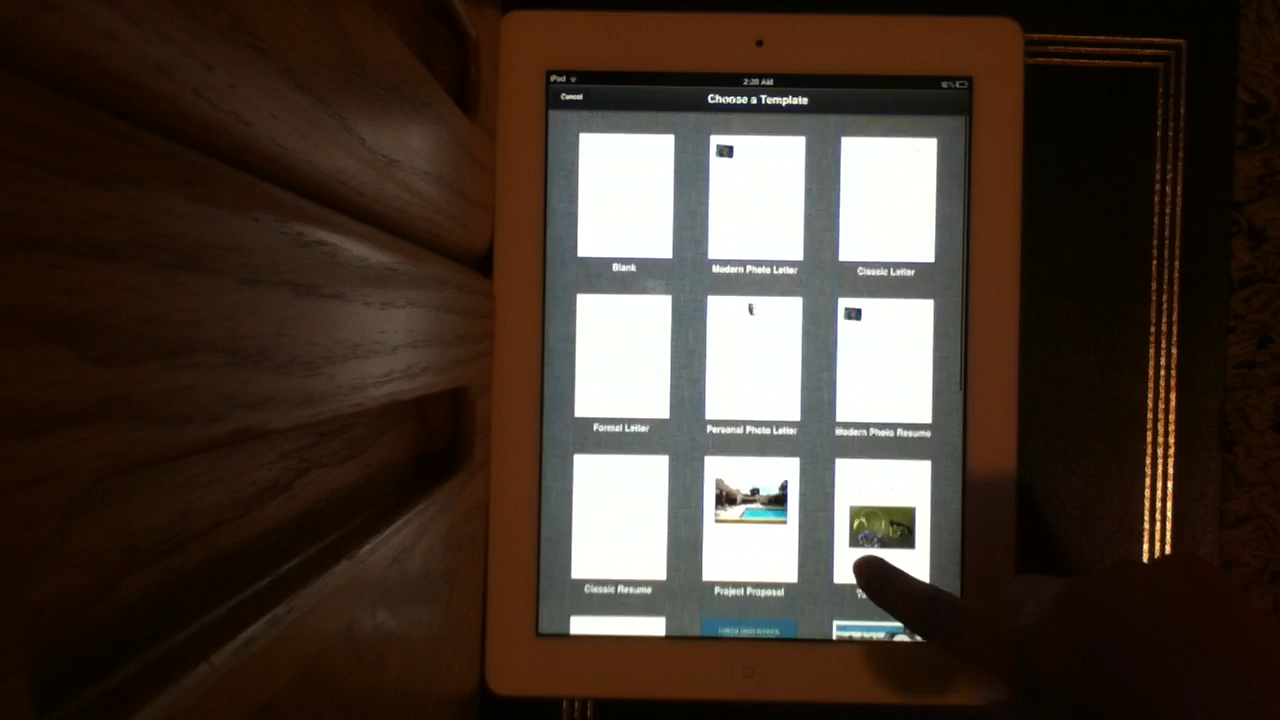 iPod
2:20 AM
Cancel
Choose a Template
Blank
Modern Photo Letter
Classic Letter
Formal Letter
Personal Photo Letter
Modern Photo Resume
Classic Resume
Project Proposal